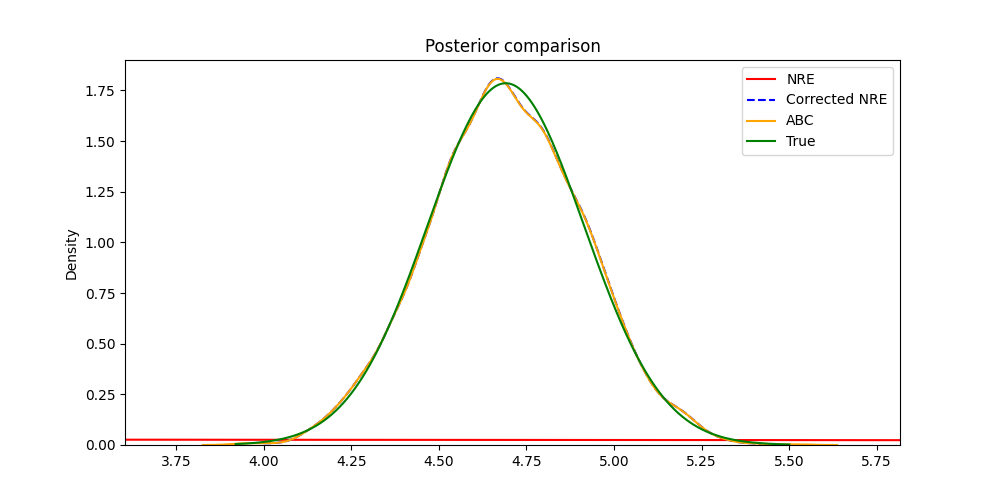 Posterior comparison
NRE
Corrected NRE
ABC
True
Density
1.75
1.50
1.25
1.00
0.75
0.50
0.25
0.00
3.75 4.00 4.25 4.50 4.75 5.00 5.25 5.50 5.75